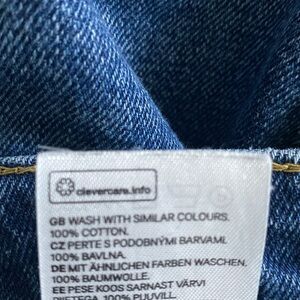 clevercare.info
GB WASH WITH SIMILAR COLOURS.
100% COTTON.
CZ PERTE S PODOBNÝMI BARVAMI.
100% BAVLNA.
DE MIT ÄHNLICHEN FARBEN WASCHEN.
100% BAUMWOLLE.
EE PESE KOOS SARNAST VÄRVI
100% PUUVILL.